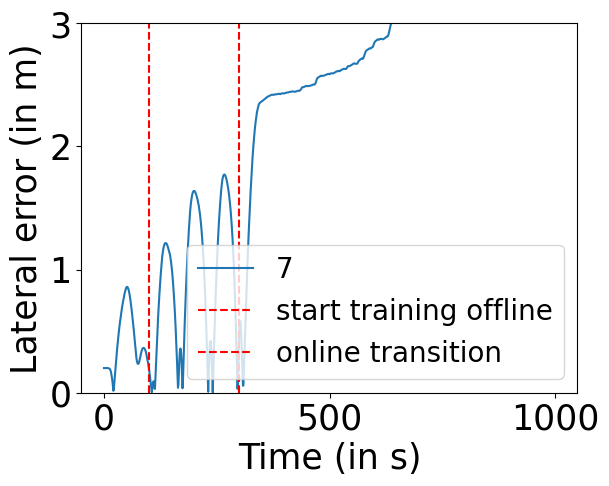 Lateral error (in m)
3
2
1
0
7
start training offline
online transition
0
500
1000
Time (in s)